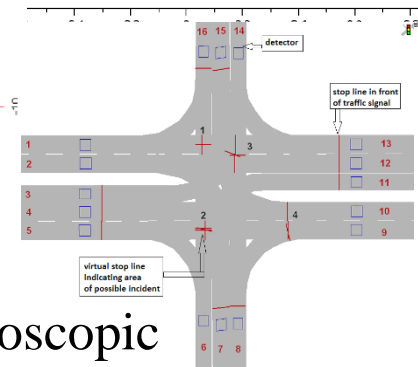 16 15 14
detector
stop line in front
of traffic signal
1
3
1
2
13
12
11
3
4
5
2
4
10
9
virtual stop line
Indicating area
of possible incident
6 7 8
oscopic